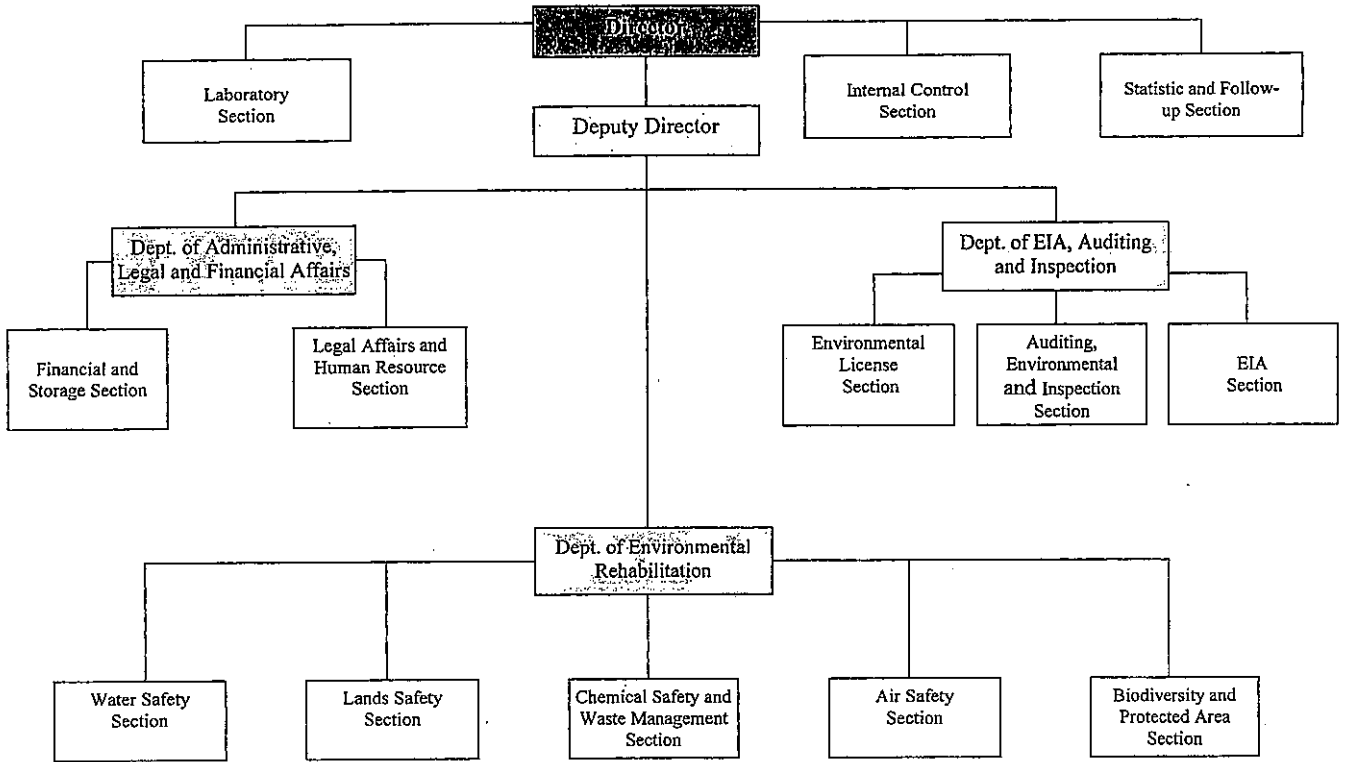 Director
Laboratory
Section
Internal Control
Section
Statistic and Follow-
up Section
Deputy Director
Dept. of Administrative,
Legal and Financial Affairs
Dept. of EIA, Auditing
and Inspection
Financial and
Storage Section
Legal Affairs and
Human Resource
Section
Environmental
License
Section
Auditing,
Environmental
and Inspection
Section
EIA
Section
Dept. of Environmental
Rehabilitation
Water Safety
Section
Lands Safety
Section
Chemical Safety and
Waste Management
Section
Air Safety
Section
Biodiversity and
Protected Area
Section